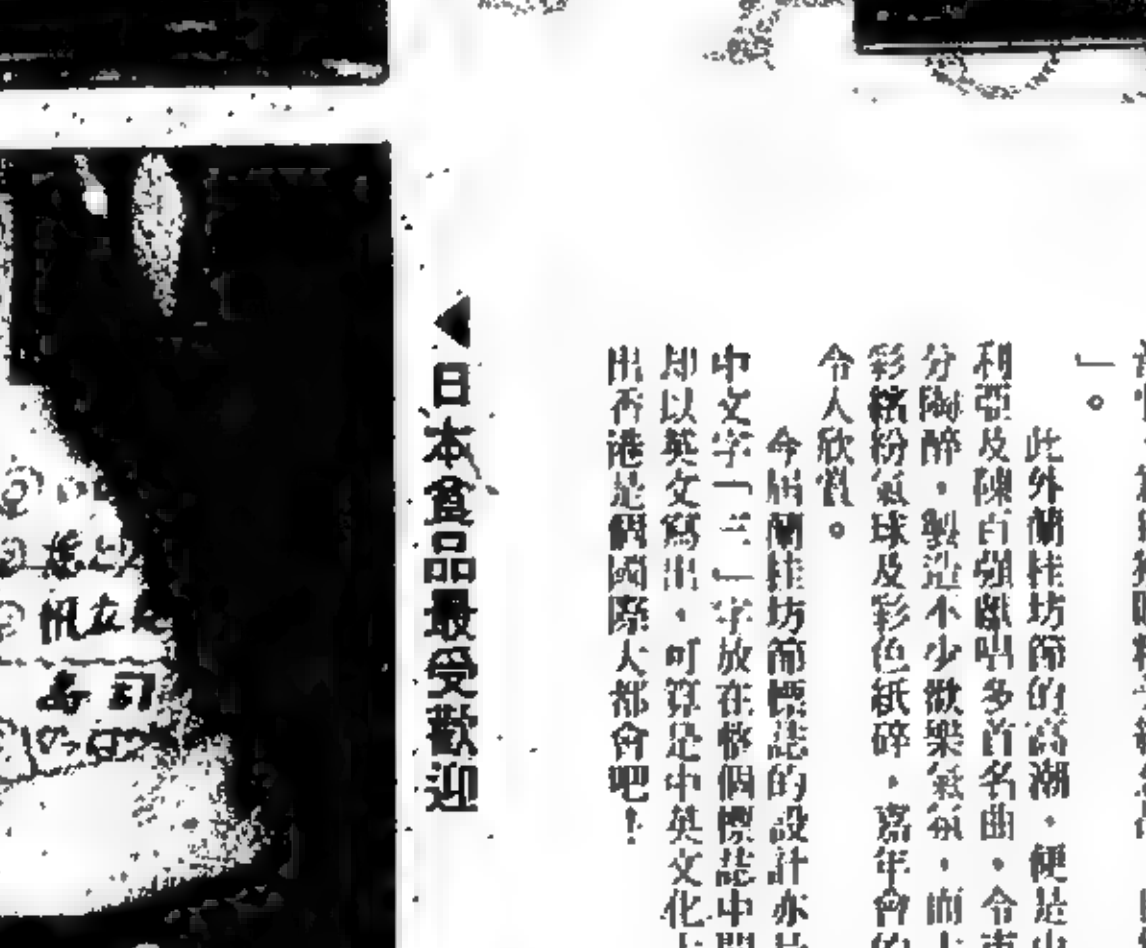 」。
此外蘭桂坊節的高潮，便是
利亞及陳百强獻唱多首名曲，令
分陶醉，製造不少歡樂氣氛，而
彩繽紛氣球及彩色紙碎，嘉年會的
令人欣賞。
今屆蘭桂坊節標誌的設計亦
中文字「三」字放在整個標誌中間
却以英文寫出，可算是中英文化
出香港是個國際大都會吧！
◀日本食品最受歡迎